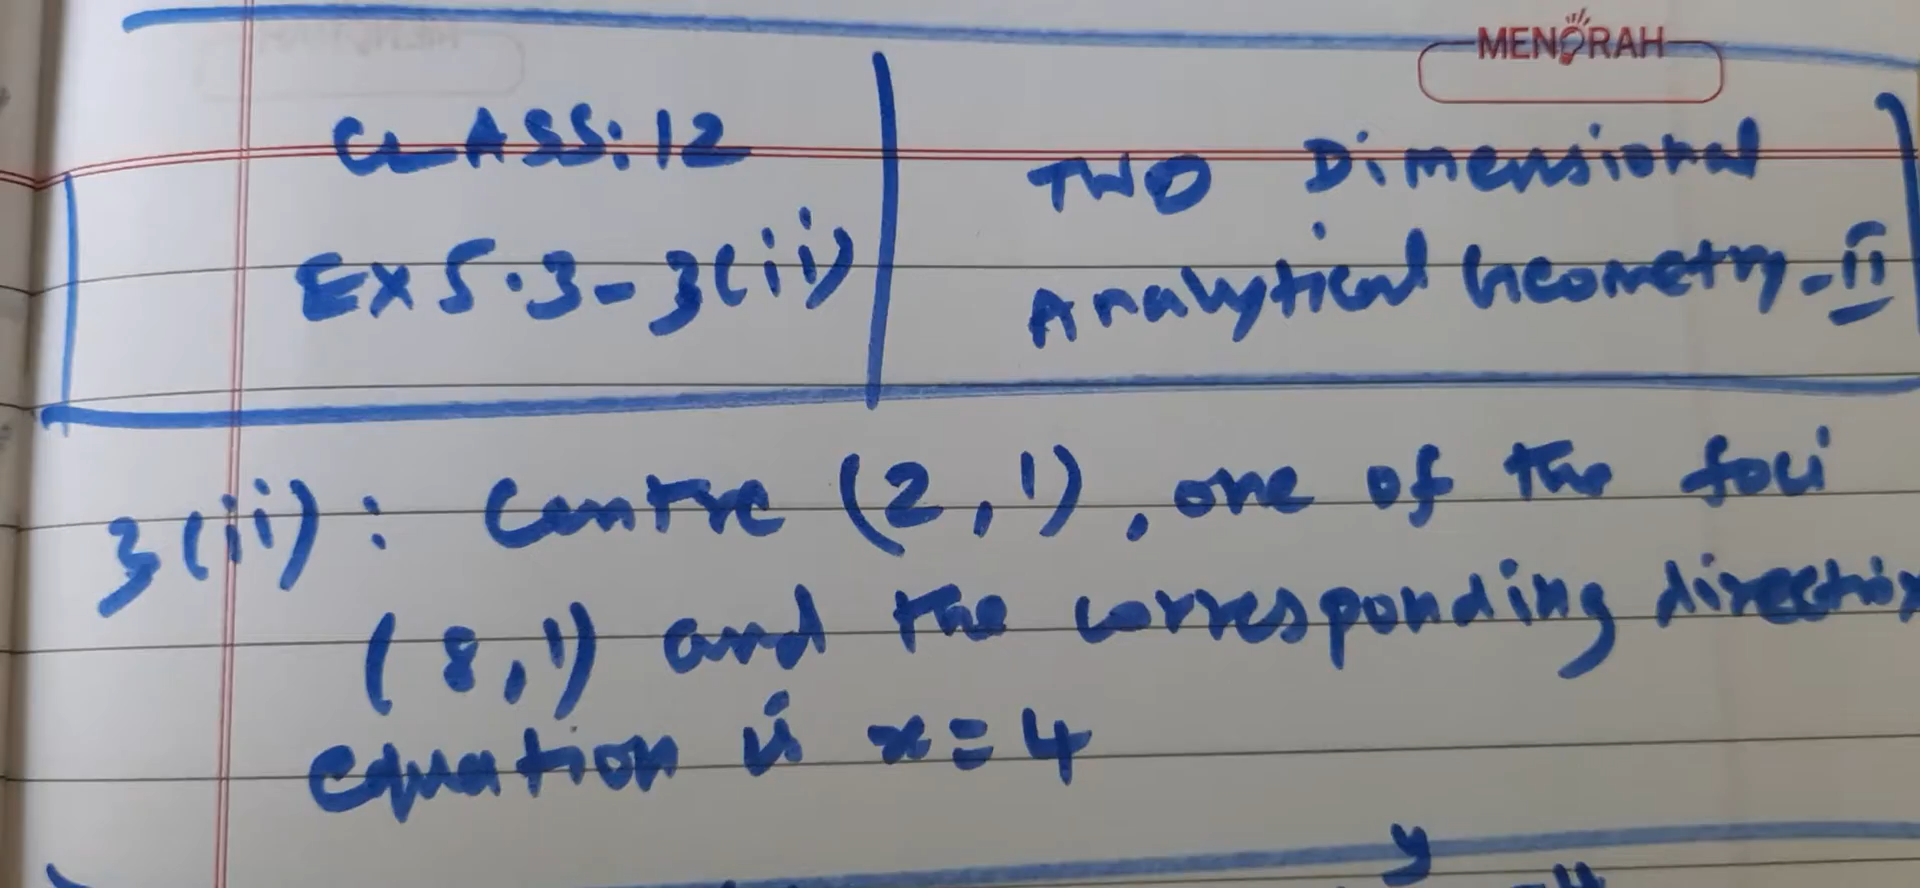 MENORAH
CLASS: 12
EX 5.3-3(ii)
TWO Dimensional
Analytical Geometry-II
3(ii): Centre (2,1), one of the foci
(8,1) and the corresponding directrix
equation is x=4
y